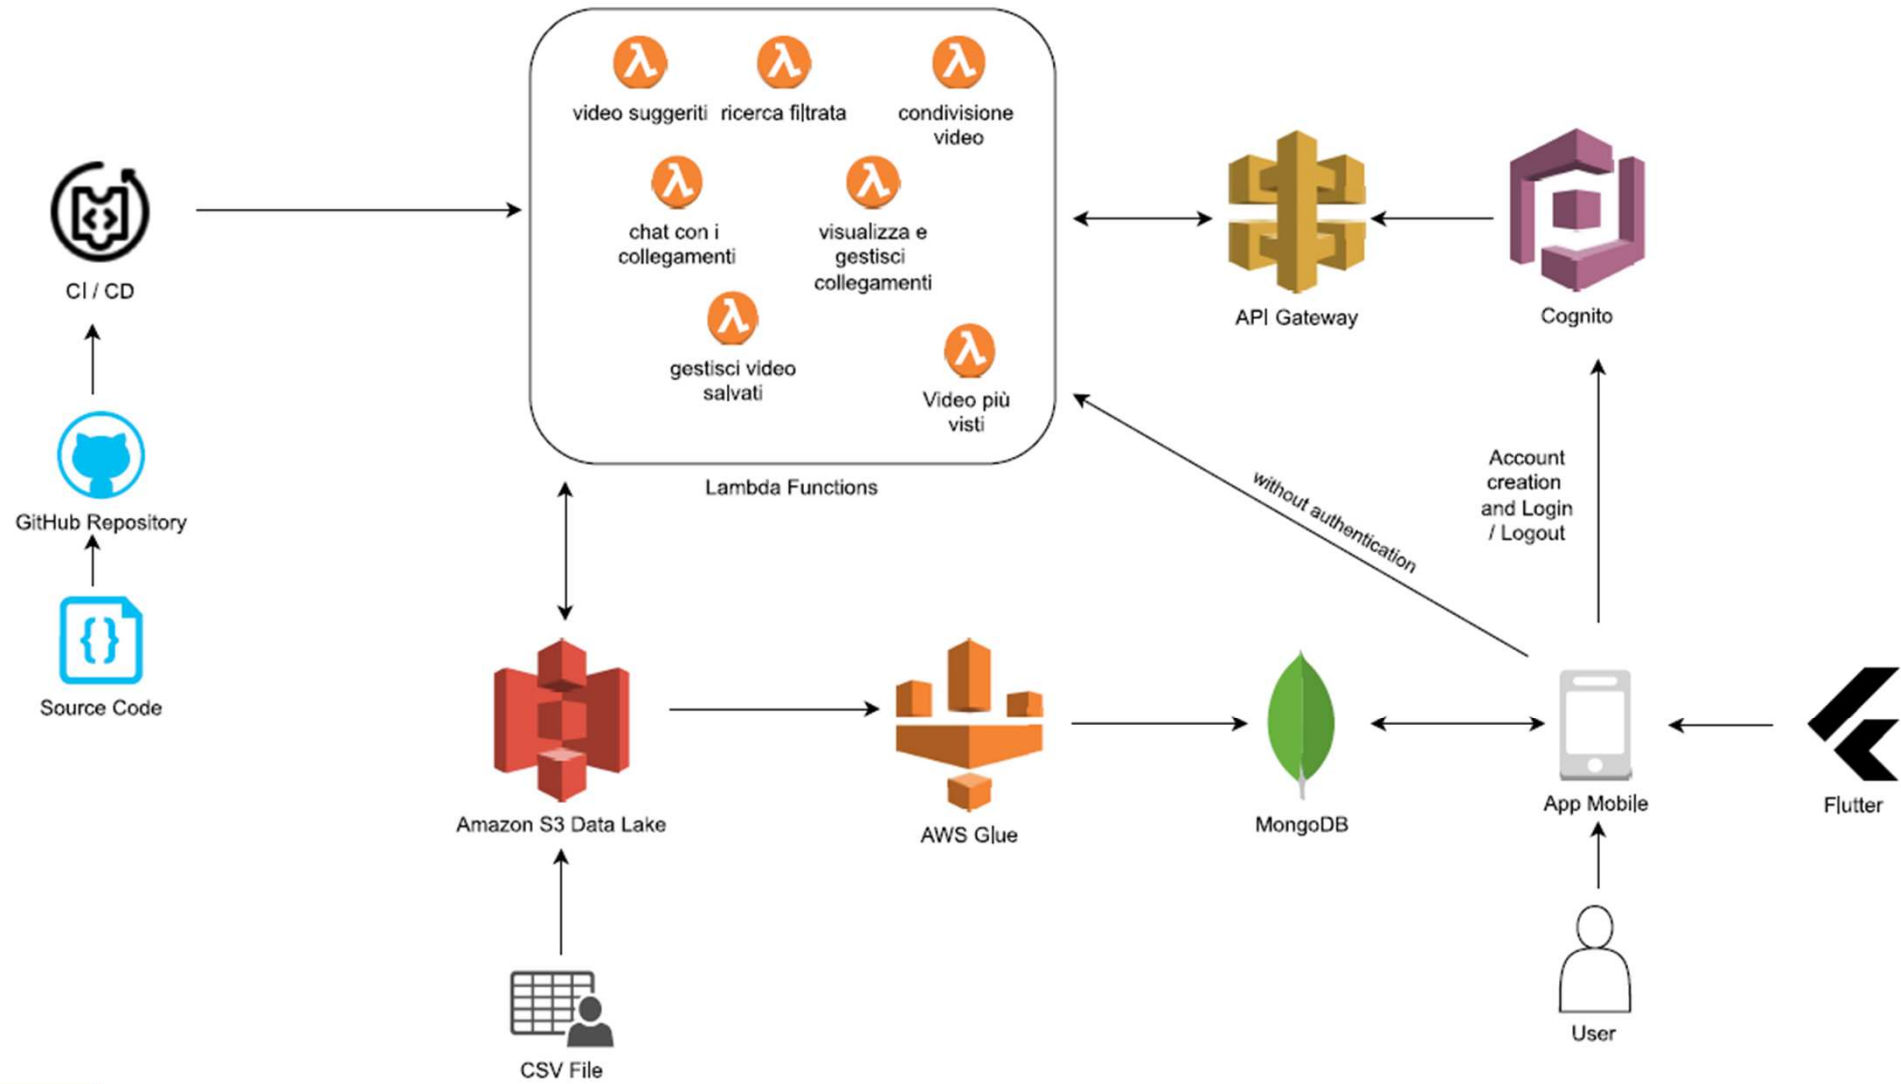 video suggeriti
ricerca filtrata
condivisione
video
chat con i
collegamenti
visualizza e
gestisci
collegamenti
gestisci video
salvati
Video più
visti
Lambda Functions
CI / CD
GitHub Repository
Source Code
API Gateway
Cognito
without authentication
Account
creation
and Login
/ Logout
Amazon S3 Data Lake
AWS Glue
MongoDB
App Mobile
Flutter
CSV File
User